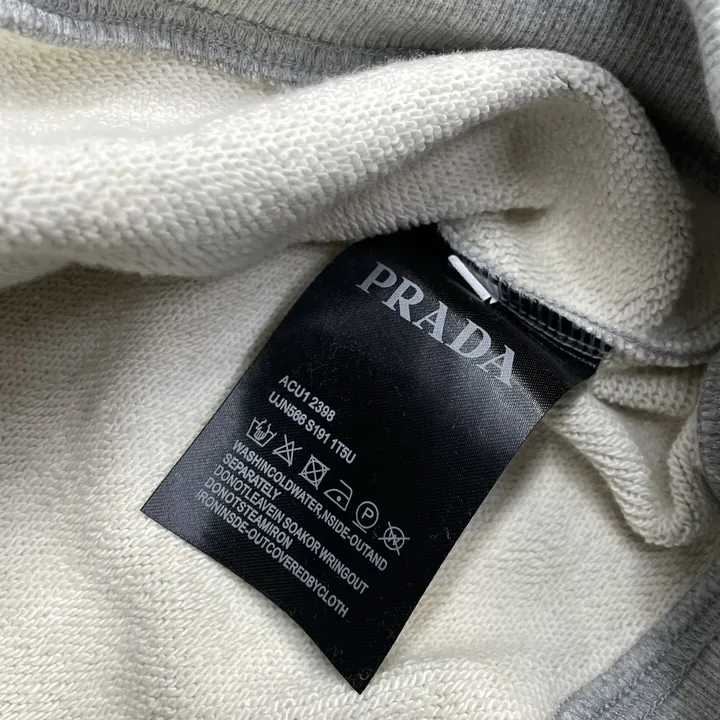 PRADA
ACU1 2398
UJN566 S191 1T5U
WASHINCOLDWATER,NSIDE-OUTAND
SEPARATELY
DONOTLEAVEIN SOAKOR WRINGOUT
DONOTSTEAMIRON
IRONINSDE-OUTCOVEREDBYCLOTH